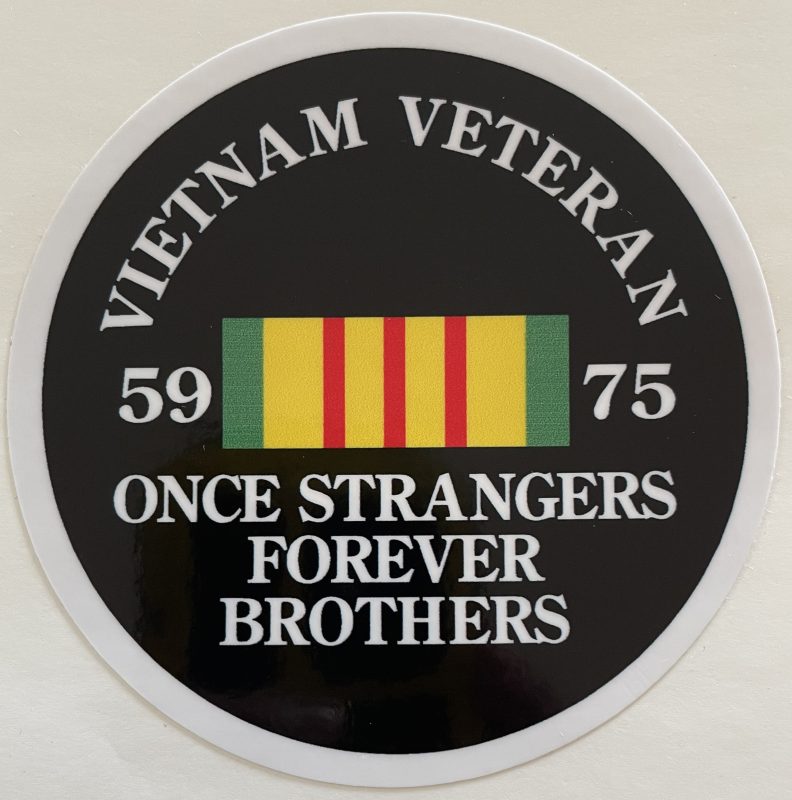 VIETNAM VETERAN
59 75
ONCE STRANGERS
FOREVER
BROTHERS